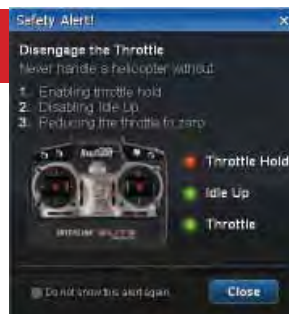 Safety Alert!
Disengage the Throttle
Never handle a helicopter without
1. Enabling throttle hold
2. Disabling Idle Up
3. Reducing the throttle to zero
Throttle Hold
Idle Up
Throttle
Do not show this alert again
Close